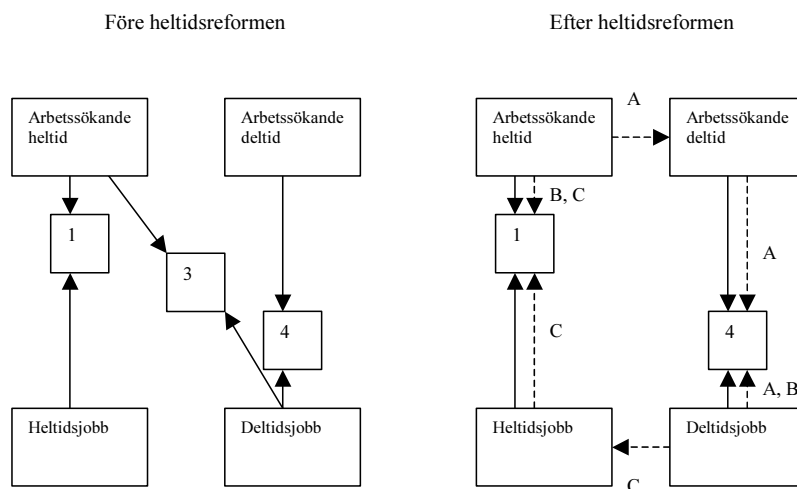 Före heltidsreformen
Efter heltidsreformen
Arbetssökande
heltid
Arbetssökande
deltid
1
3
4
Heltidsjobb
Deltidsjobb
Arbetssökande
heltid
A
Arbetssökande
deltid
B, C
1
A
C
4
A, B
Heltidsjobb
Deltidsjobb
C